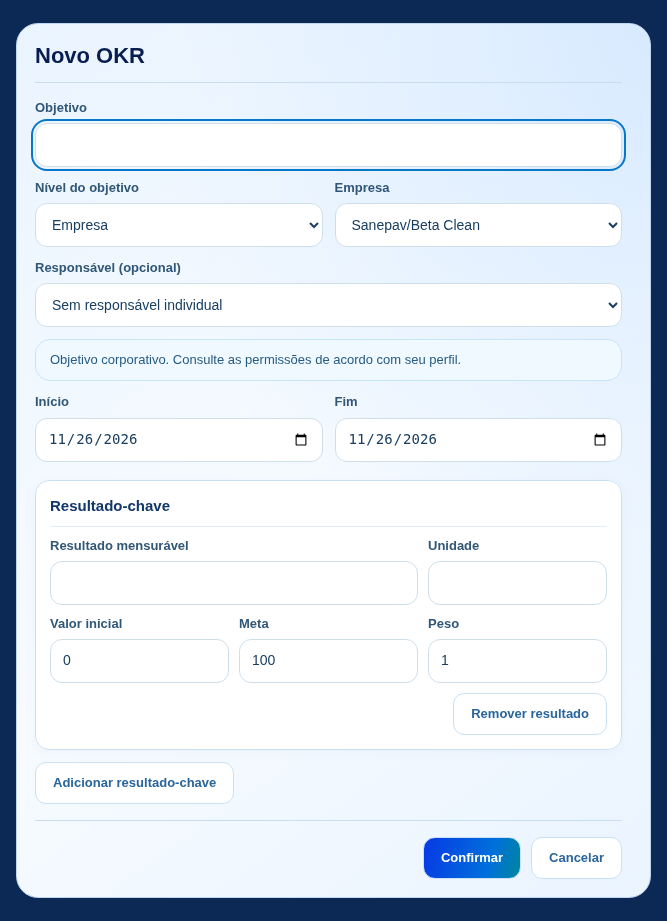 Novo OKR
Objetivo
Nível do objetivo Empresa
Empresa Sanepav/Beta Clean
Responsável (opcional)
Sem responsável individual
Objetivo corporativo. Consulte as permissões de acordo com seu perfil.
Início Fim
11/26/2026 11/26/2026
Resultado-chave
Resultado mensurável Unidade
Valor inicial Meta Peso
0 100 1
Remover resultado
Adicionar resultado-chave
Confirmar Cancelar